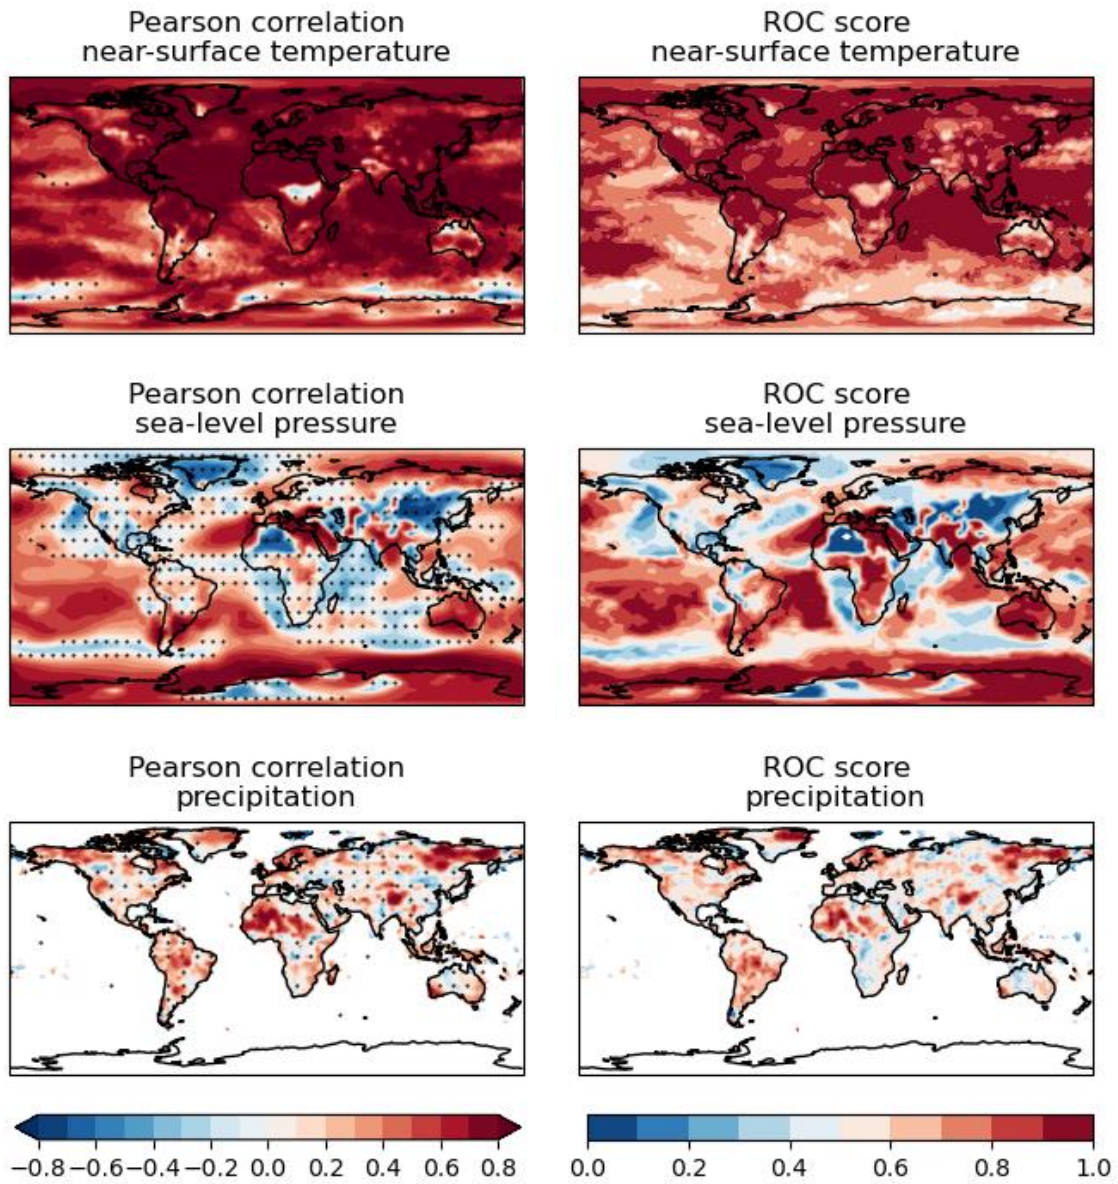 Pearson correlation
near-surface temperature
ROC score
near-surface temperature
Pearson correlation
sea-level pressure
ROC score
sea-level pressure
Pearson correlation
precipitation
ROC score
precipitation
−0.8 −0.6 −0.4 −0.2 0.0 0.2 0.4 0.6 0.8
0.0 0.2 0.4 0.6 0.8 1.0